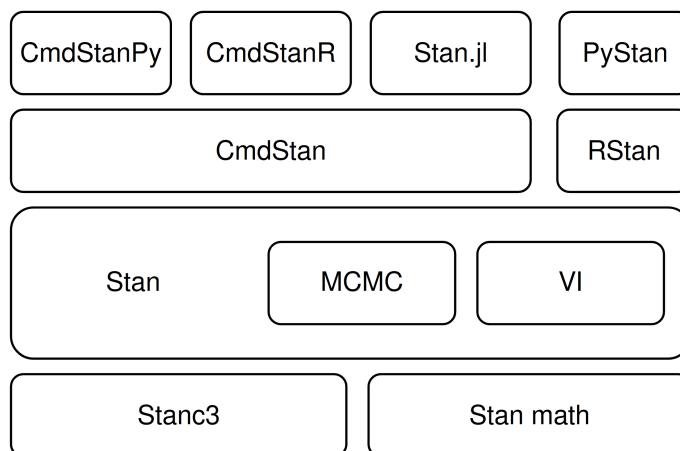 CmdStanPy CmdStanR Stan.jl PyStan
CmdStan RStan
Stan MCMC VI
Stanc3 Stan math